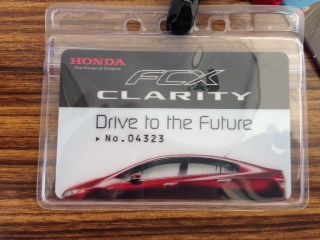 HONDA
The Power of Dreams
FCX
CLARITY
Drive to the Future
▶ No.04323